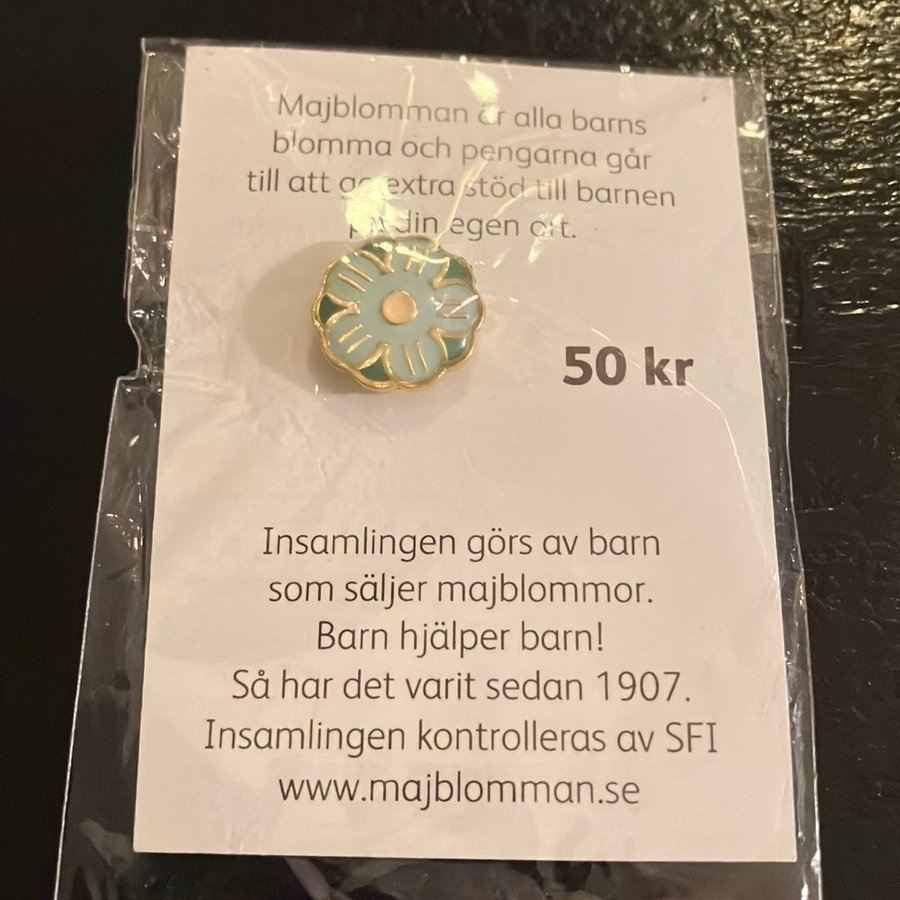 Majblomman är alla barns
blomma och pengarna går
till att ge extra stöd till barnen
på din egen ort.
50 kr
Insamlingen görs av barn
som säljer majblommor.
Barn hjälper barn!
Så har det varit sedan 1907.
Insamlingen kontrolleras av SFI
www.majblomman.se